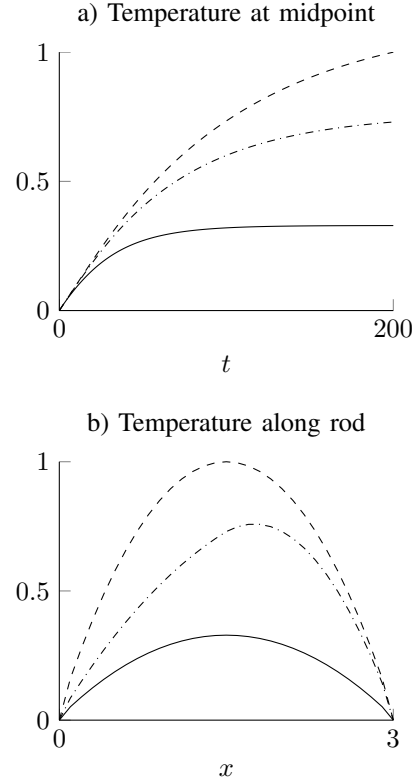 a) Temperature at midpoint
1
0.5
0
0 200
t
b) Temperature along rod
1
0.5
0
0 3
x